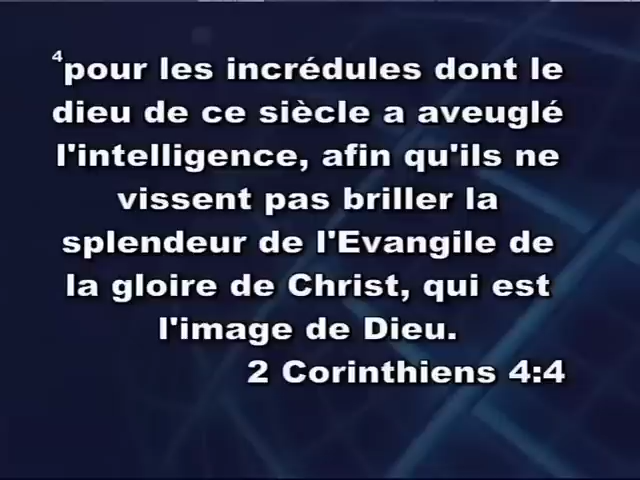 4pour les incrédules dont le
dieu de ce siècle a aveuglé
l'intelligence, afin qu'ils ne
vissent pas briller la
splendeur de l'Evangile de
la gloire de Christ, qui est
l'image de Dieu.
2 Corinthiens 4:4